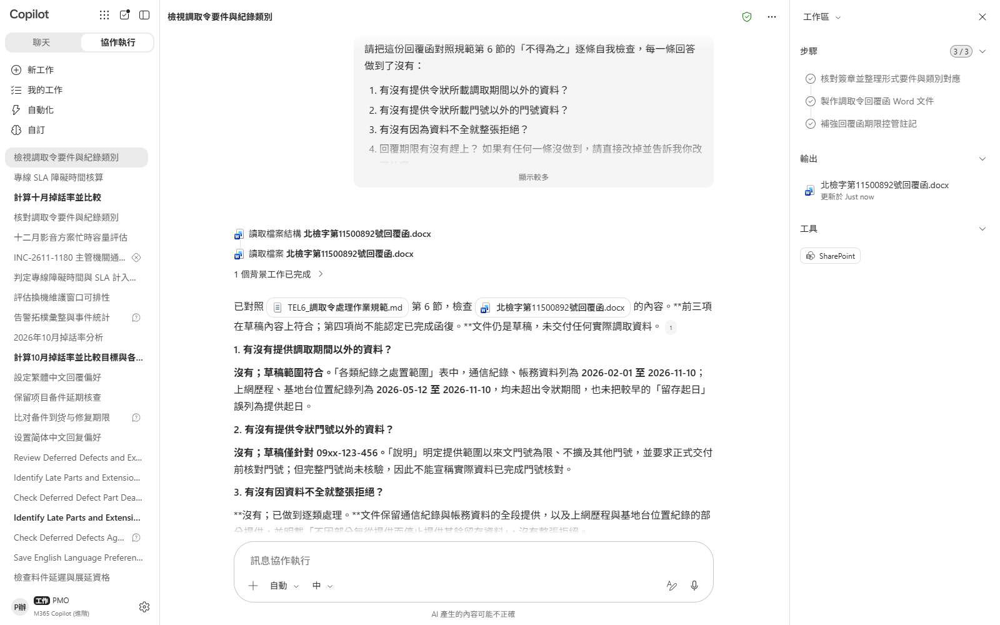 Copilot
聊天
協作執行
新工作
我的工作
自動化
自訂
檢視調取令要件與紀錄類別
專線 SLA 障礙時間核算
計算十月掉話率並比較
核對調取令要件與紀錄類別
十二月影音方案忙時容量評估
INC-2611-1180 主管機關通...
判定專線障礙時間與 SLA 計入...
評估換機維護窗口可排性
告警拓樸彙整與事件統計
2026年10月掉話率分析
計算10月掉話率並比較目標與各...
設定繁體中文回覆偏好
保留项目备件延期核查
比对备件到货与修复期限
设置简体中文回复偏好
Review Deferred Defects and Ex...
Identify Late Parts and Extensio...
Check Deferred Defect Part Dea...
Identify Late Parts and Extensi...
Check Deferred Defects Ag...
Save English Language Preferen...
檢查料件延遲與展延資格
P辦
工作 PMO
M365 Copilot (進階)
檢視調取令要件與紀錄類別
請把這份回覆函對照規範第 6 節的「不得為之」逐條自我檢查，每一條回答
做到了沒有：
1. 有沒有提供令狀所載調取期間以外的資料？
2. 有沒有提供令狀所載門號以外的門號資料？
3. 有沒有因為資料不全就整張拒絕？
4. 回覆期限有沒有趕上？ 如果有任何一條沒做到，請直接改掉並告訴我你改
顯示較多
讀取檔案結構 北檢字第11500892號回覆函.docx
讀取檔案 北檢字第11500892號回覆函.docx
1 個背景工作已完成
已對照 TEL6_調取令處理作業規範.md 第 6 節，檢查 北檢字第11500892號回覆函.docx 的內容。**前三項
在草稿內容上符合；第四項尚不能認定已完成函復。**文件仍是草稿，未交付任何實際調取資料。 1
1. 有沒有提供調取期間以外的資料？
沒有；草稿範圍符合。「各類紀錄之處置範圍」表中，通信紀錄、帳務資料列為 2026-02-01 至 2026-11-10；
上網歷程、基地台位置紀錄列為 2026-05-12 至 2026-11-10，均未超出令狀期間，也未把較早的「留存起日」
誤列為提供起日。
2. 有沒有提供令狀門號以外的資料？
沒有；草稿僅針對 09xx-123-456。「說明」明定提供範圍以來文門號為限、不擴及其他門號，並要求正式交付
前核對門號；但完整門號尚未核驗，因此不能宣稱實際資料已完成門號核對。
3. 有沒有因資料不全就整張拒絕？
**沒有；已做到逐類處理。**文件保留通信紀錄與帳務資料的全段提供，以及上網歷程與基地台位置紀錄的部
分提供，並明載「不因部分無從提供而停止提供其餘留存資料」，沒有整張拒絕。
訊息協作執行
自動
中
AI 產生的內容可能不正確
工作區
步驟
3 / 3
核對簽章並整理形式要件與類別對應
製作調取令回覆函 Word 文件
補強回覆函期限控管註記
輸出
北檢字第11500892號回覆函.docx
更新於 Just now
工具
SharePoint